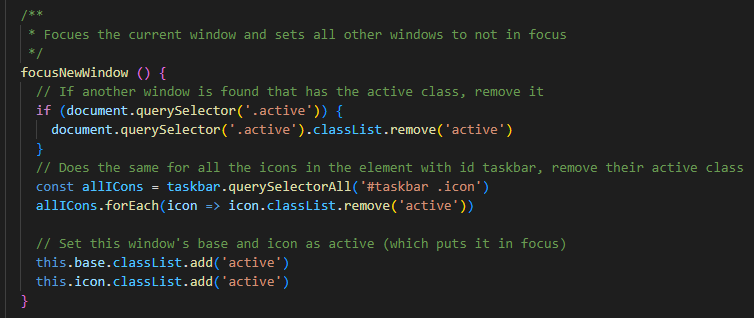 /**
* Focues the current window and sets all other windows to not in focus
*/
focusNewWindow () {
// If another window is found that has the active class, remove it
if (document.querySelector('.active')) {
document.querySelector('.active').classList.remove('active')
}
// Does the same for all the icons in the element with id taskbar, remove their active class
const allICons = taskbar.querySelectorAll('#taskbar .icon')
allICons.forEach(icon => icon.classList.remove('active'))
// Set this window's base and icon as active (which puts it in focus)
this.base.classList.add('active')
this.icon.classList.add('active')
}